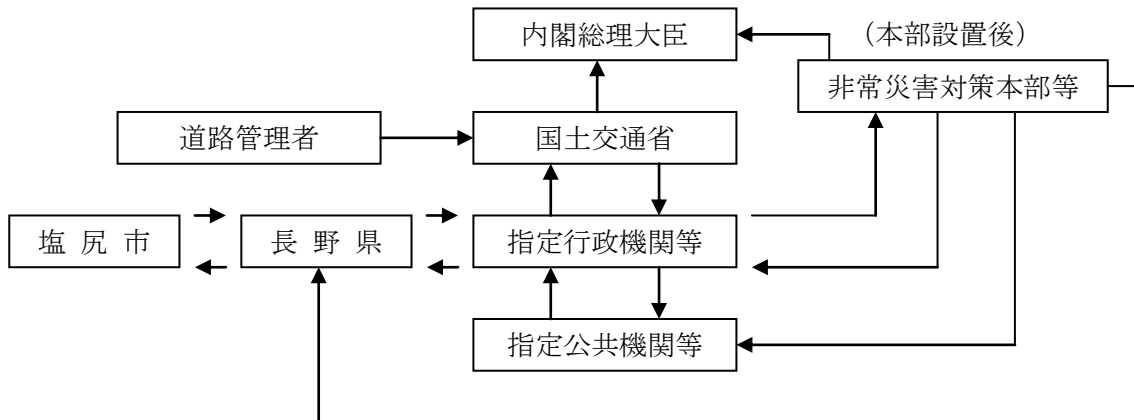 内閣総理大臣
（本部設置後）
非常災害対策本部等
道路管理者
国土交通省
塩 尻 市
長 野 県
指定行政機関等
指定公共機関等